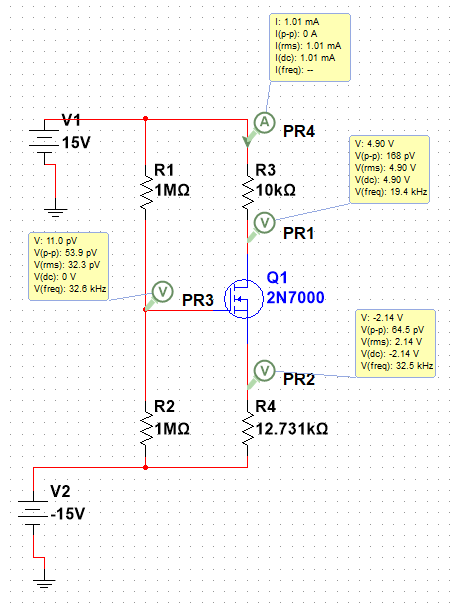 I: 1.01 mA
I(p-p): 0 A
I(rms): 1.01 mA
I(dc): 1.01 mA
I(freq): --
V1
15V
A
PR4
R1
1MΩ
R3
10kΩ
V: 4.90 V
V(p-p): 168 pV
V(rms): 4.90 V
V(dc): 4.90 V
V(freq): 19.4 kHz
V
PR1
V: 11.0 pV
V(p-p): 53.9 pV
V(rms): 32.3 pV
V(dc): 0 V
V(freq): 32.6 kHz
V
PR3
Q1
2N7000
V: -2.14 V
V(p-p): 64.5 pV
V(rms): 2.14 V
V(dc): -2.14 V
V(freq): 32.5 kHz
V
PR2
R2
1MΩ
R4
12.731kΩ
V2
-15V